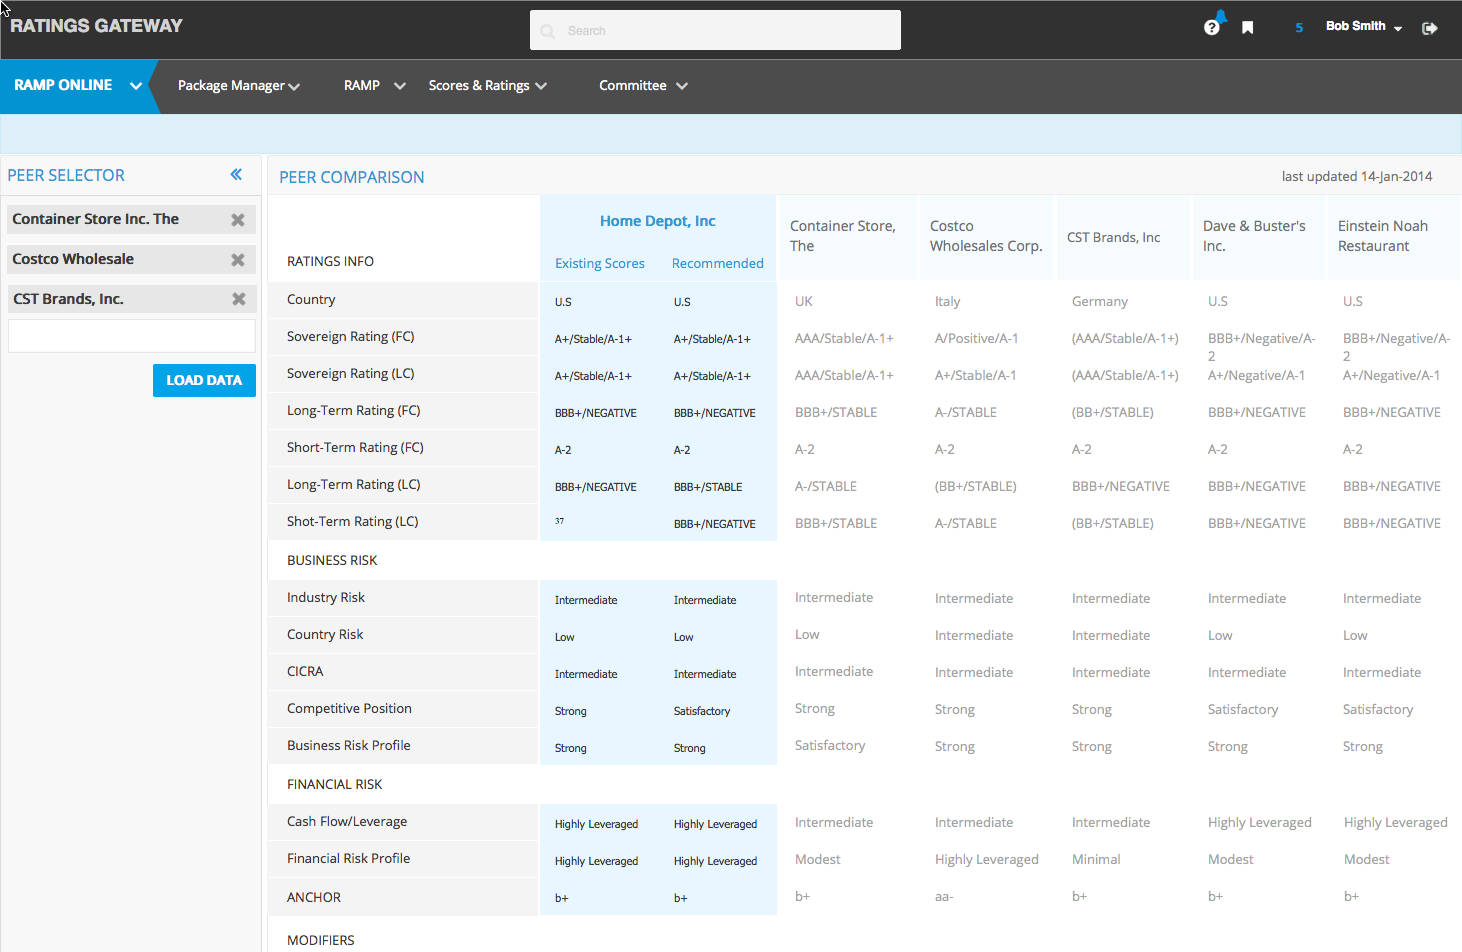 RATINGS GATEWAY
Search
?
5
Bob Smith
RAMP ONLINE
Package Manager
RAMP
Scores & Ratings
Committee
PEER SELECTOR
Container Store Inc. The
Costco Wholesale
CST Brands, Inc.
LOAD DATA
PEER COMPARISON
last updated 14-Jan-2014
RATINGS INFO
Home Depot, Inc
Existing Scores Recommended
Container Store,
The
Costco
Wholesales Corp.
CST Brands, Inc
Dave & Buster's
Inc.
Einstein Noah
Restaurant
Country U.S U.S UK Italy Germany U.S U.S
Sovereign Rating (FC) A+/Stable/A-1+ A+/Stable/A-1+ AAA/Stable/A-1+ A/Positive/A-1 (AAA/Stable/A-1+) BBB+/Negative/A- BBB+/Negative/A-
2 2
Sovereign Rating (LC) A+/Stable/A-1+ A+/Stable/A-1+ AAA/Stable/A-1+ A+/Stable/A-1 (AAA/Stable/A-1+) A+/Negative/A-1 A+/Negative/A-1
Long-Term Rating (FC) BBB+/NEGATIVE BBB+/NEGATIVE BBB+/STABLE A-/STABLE (BB+/STABLE) BBB+/NEGATIVE BBB+/NEGATIVE
Short-Term Rating (FC) A-2 A-2 A-2 A-2 A-2 A-2 A-2
Long-Term Rating (LC) BBB+/NEGATIVE BBB+/STABLE A-/STABLE (BB+/STABLE) BBB+/NEGATIVE BBB+/NEGATIVE BBB+/NEGATIVE
Shot-Term Rating (LC) 37 BBB+/NEGATIVE BBB+/STABLE A-/STABLE (BB+/STABLE) BBB+/NEGATIVE BBB+/NEGATIVE
BUSINESS RISK
Industry Risk Intermediate Intermediate Intermediate Intermediate Intermediate Intermediate Intermediate
Country Risk Low Low Low Intermediate Intermediate Low Low
CICRA Intermediate Intermediate Intermediate Intermediate Intermediate Intermediate Intermediate
Competitive Position Strong Satisfactory Strong Strong Strong Satisfactory Satisfactory
Business Risk Profile Strong Strong Satisfactory Strong Strong Strong Strong
FINANCIAL RISK
Cash Flow/Leverage Highly Leveraged Highly Leveraged Intermediate Intermediate Intermediate Highly Leveraged Highly Leveraged
Financial Risk Profile Highly Leveraged Highly Leveraged Modest Highly Leveraged Minimal Modest Modest
ANCHOR b+ b+ b+ aa- b+ b+ b+
MODIFIERS